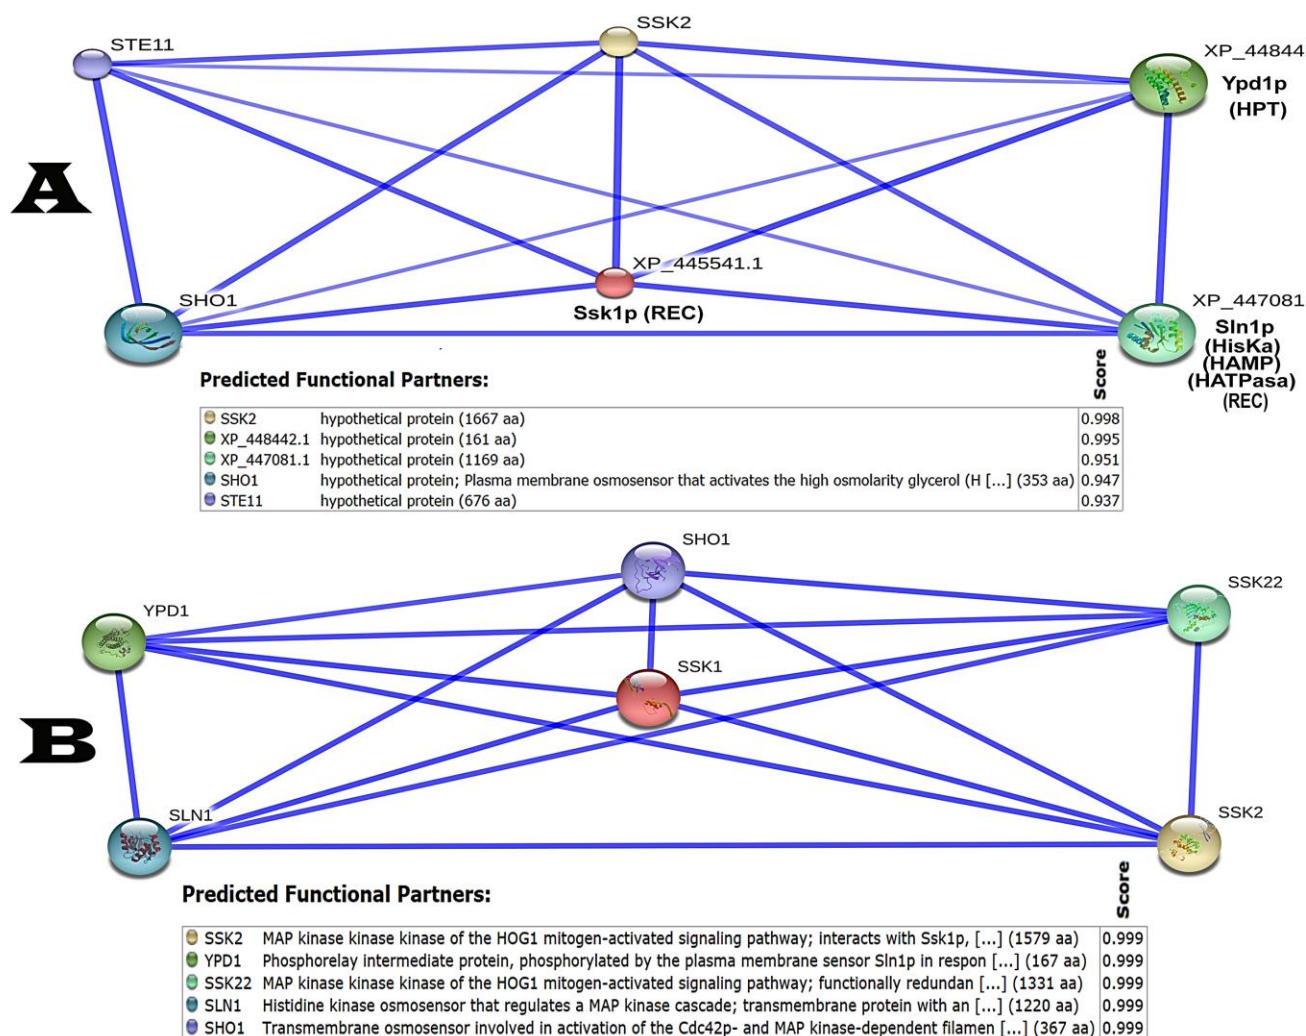 SSK2
STE11
XP_44844
Ypd1p
(HPT)
A
XP_445541.1
SHO1
Ssk1p (REC)
XP_447081
Sln1p
(HisKa)
(HAMP)
(HATPasa)
(REC)
Predicted Functional Partners:
Score
SSK2 hypothetical protein (1667 aa) 0.998
XP_448442.1 hypothetical protein (161 aa) 0.995
XP_447081.1 hypothetical protein (1169 aa) 0.951
SHO1 hypothetical protein; Plasma membrane osmosensor that activates the high osmolarity glycerol (H [...] (353 aa) 0.947
STE11 hypothetical protein (676 aa) 0.937
SHO1
SSK22
YPD1
SSK1
B
SLN1
SSK2
Predicted Functional Partners:
Score
SSK2 MAP kinase kinase kinase of the HOG1 mitogen-activated signaling pathway; interacts with Ssk1p, [...] (1579 aa) 0.999
YPD1 Phosphorelay intermediate protein, phosphorylated by the plasma membrane sensor Sln1p in respon [...] (167 aa) 0.999
SSK22 MAP kinase kinase kinase of the HOG1 mitogen-activated signaling pathway; functionally redundan [...] (1331 aa) 0.999
SLN1 Histidine kinase osmosensor that regulates a MAP kinase cascade; transmembrane protein with an [...] (1220 aa) 0.999
SHO1 Transmembrane osmosensor involved in activation of the Cdc42p- and MAP kinase-dependent filamen [...] (367 aa) 0.999